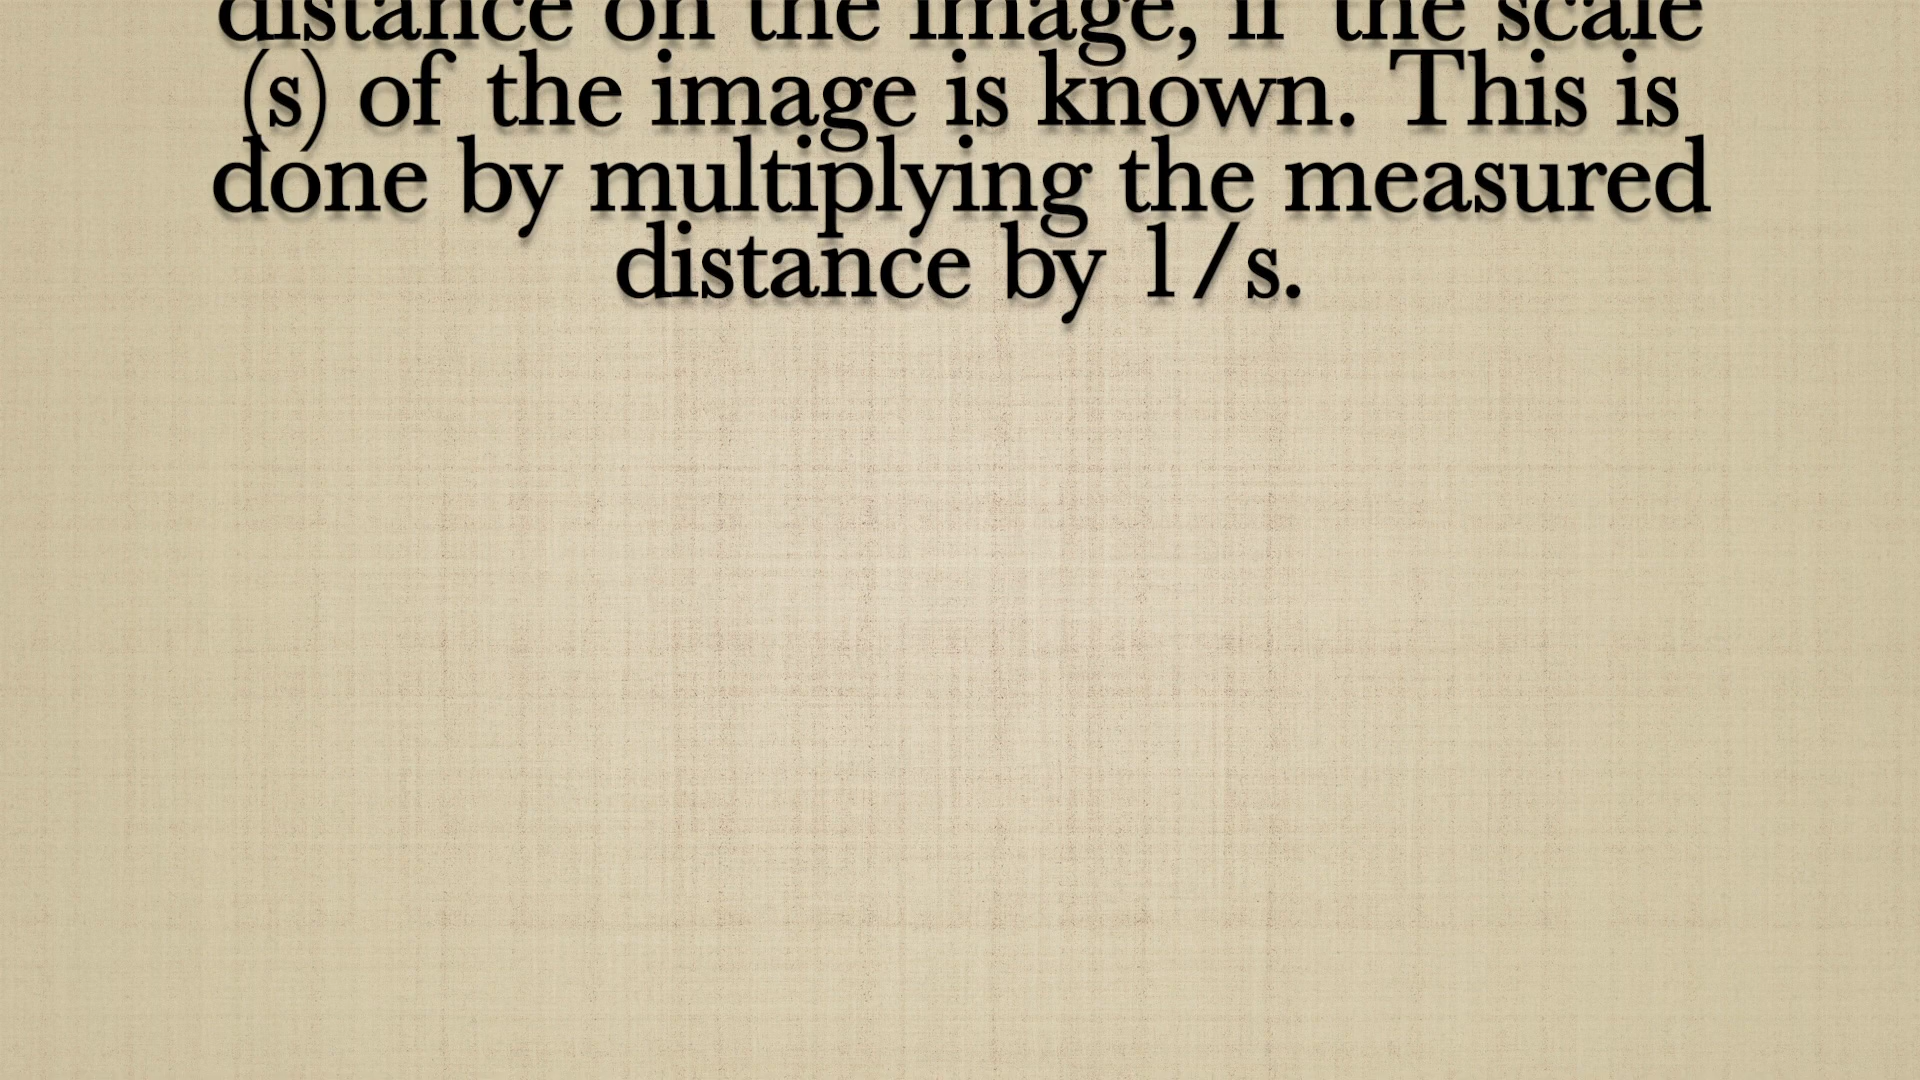 distance on the image, if the scale
(s) of the image is known. This is
done by multiplying the measured
distance by 1/s.